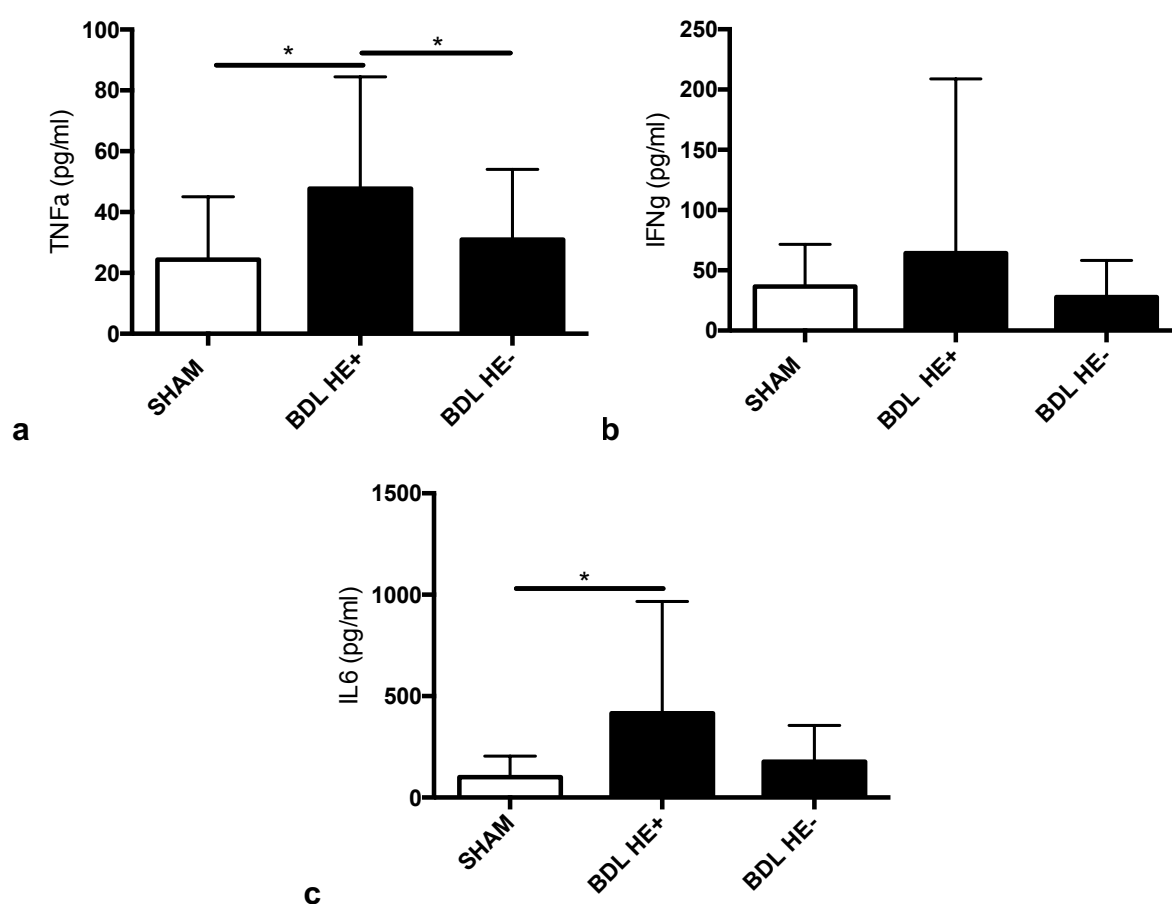 100
80
60
40
20
0
TNFa (pg/ml)
*
*
SHAM
BDL HE+
BDL HE-
a
250
200
150
100
50
0
IFNg (pg/ml)
SHAM
BDL HE+
BDL HE-
b
1500
1000
500
0
IL6 (pg/ml)
*
SHAM
BDL HE+
BDL HE-
c